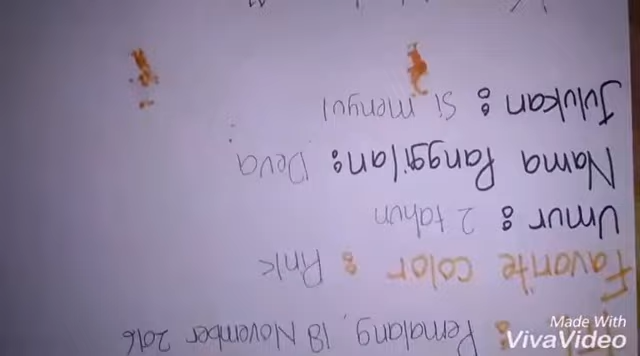 Pemalang, 18 November 2016
Favorite color : Pink
Umur : 2 tahun
Nama Panggilan : Deva
Julukan : Si menyul
Made With
VivaVideo